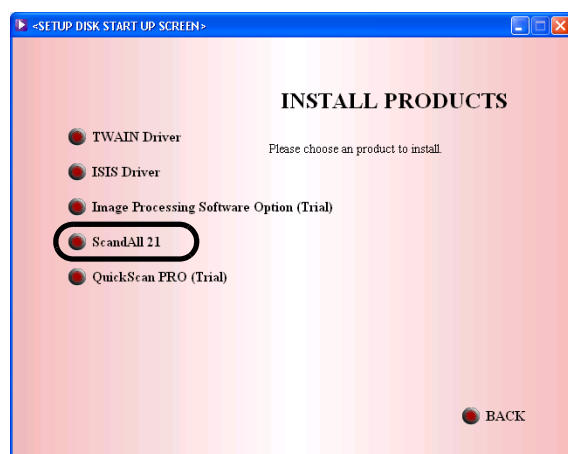 <SETUP DISK START UP SCREEN>
INSTALL PRODUCTS
TWAIN Driver
Please choose an product to install.
ISIS Driver
Image Processing Software Option (Trial)
ScandAll 21
QuickScan PRO (Trial)
BACK